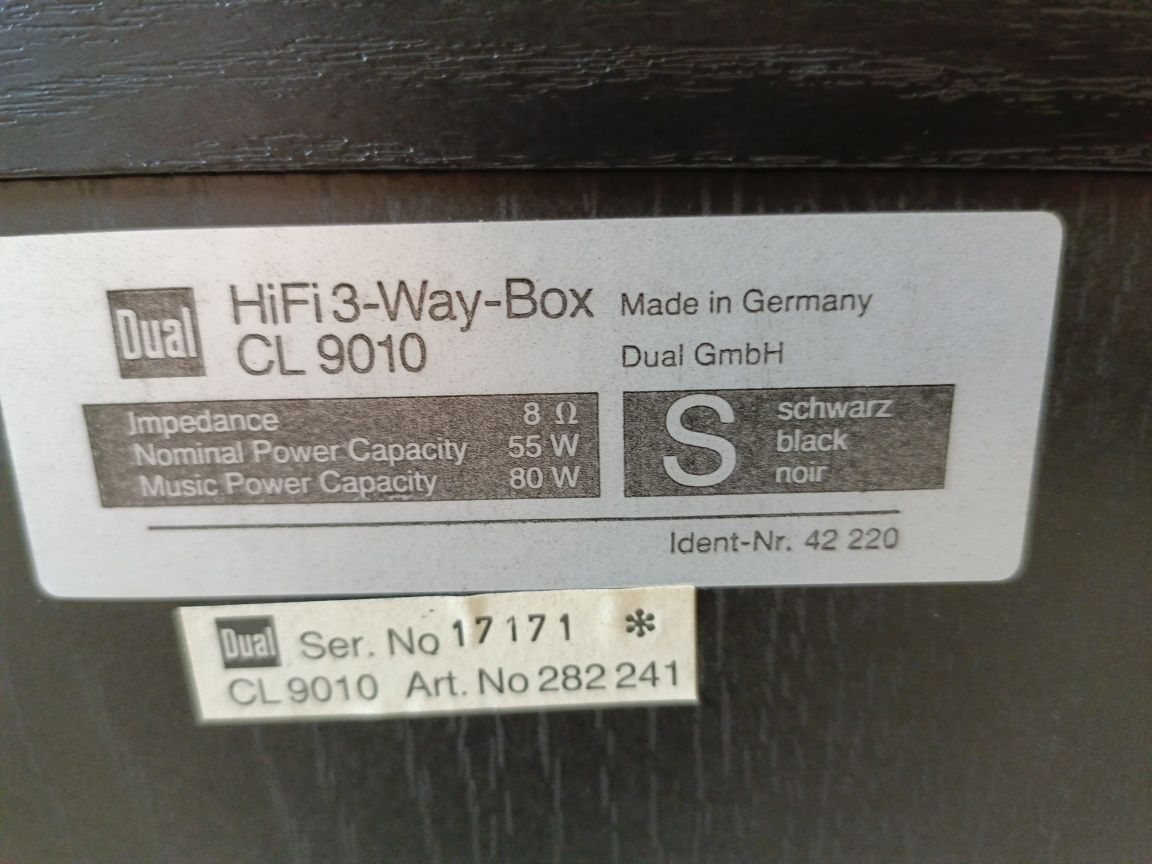 Dual HiFi 3-Way-Box Made in Germany
CL 9010 Dual GmbH
Impedance 8 Ω
Nominal Power Capacity 55 W
Music Power Capacity 80 W
S schwarz
black
noir
Ident-Nr. 42 220
Dual Ser. No 17171 *
CL 9010 Art. No 282 241